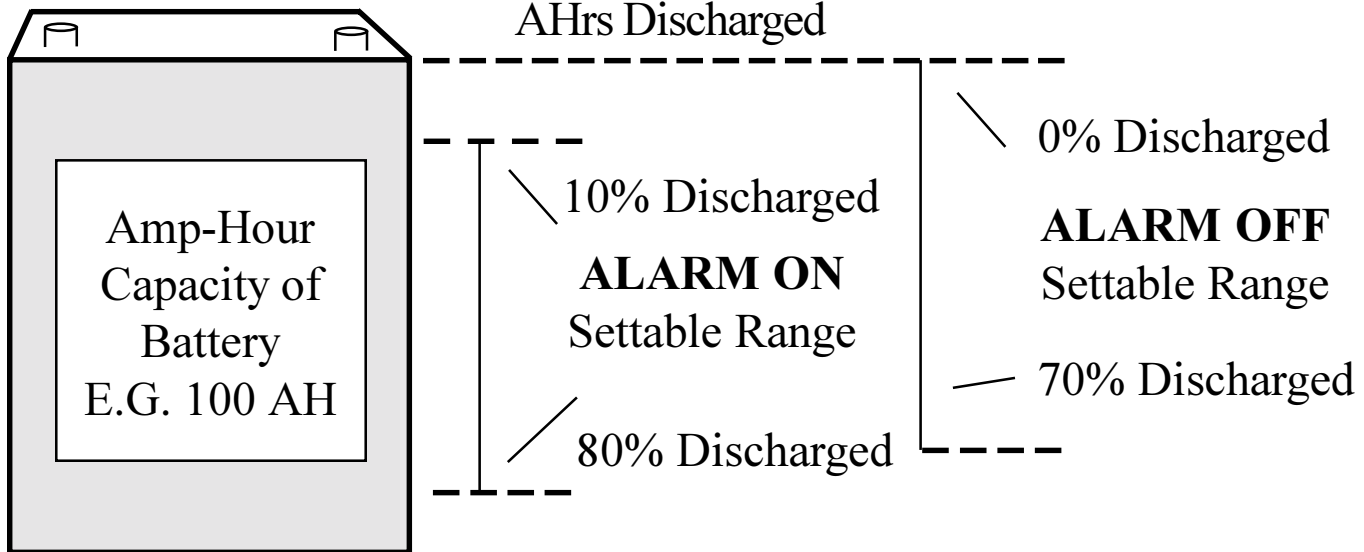 AHrs Discharged
Amp-Hour
Capacity of
Battery
E.G. 100 AH
10% Discharged
ALARM ON
Settable Range
80% Discharged
0% Discharged
ALARM OFF
Settable Range
70% Discharged